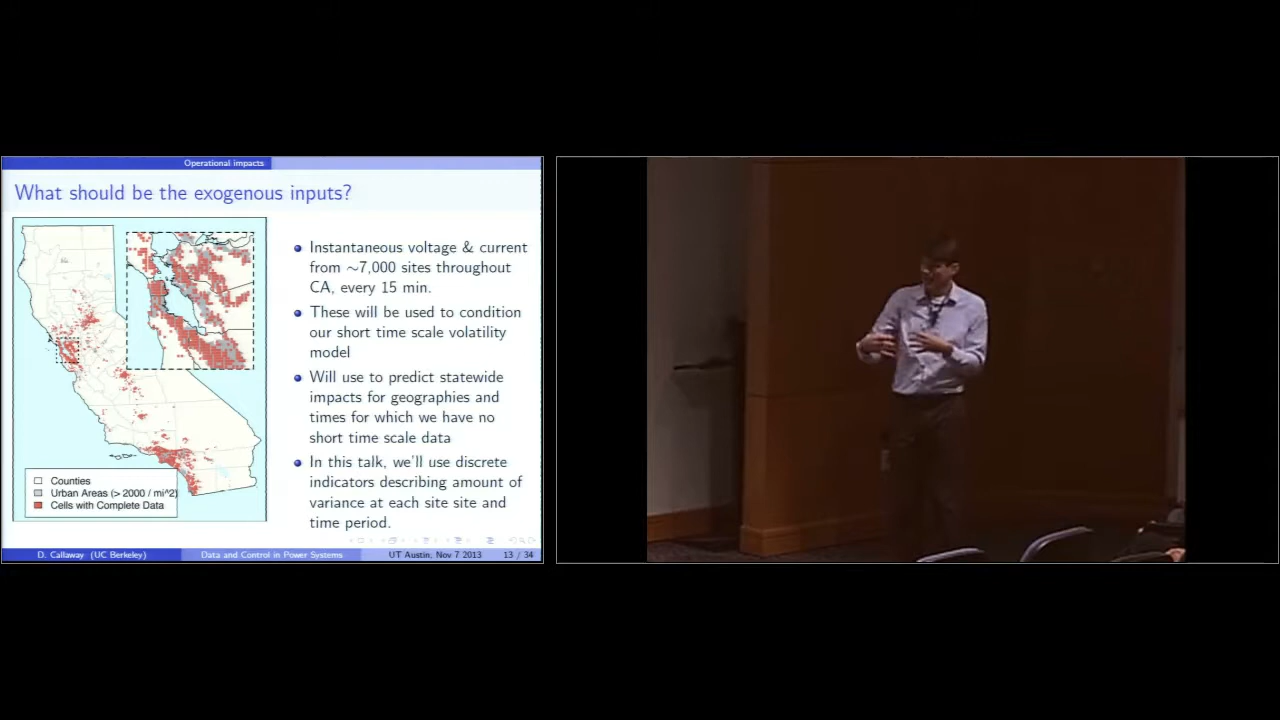 Operational impacts
What should be the exogenous inputs?
Instantaneous voltage & current
from ∼7,000 sites throughout
CA, every 15 min.
These will be used to condition
our short time scale volatility
model
Will use to predict statewide
impacts for geographies and
times for which we have no
short time scale data
In this talk, we'll use discrete
indicators describing amount of
variance at each site site and
time period.
Counties
Urban Areas (> 2000 / mi^2)
Cells with Complete Data
D. Callaway (UC Berkeley)
Data and Control in Power Systems
UT Austin, Nov 7 2013
13 / 34